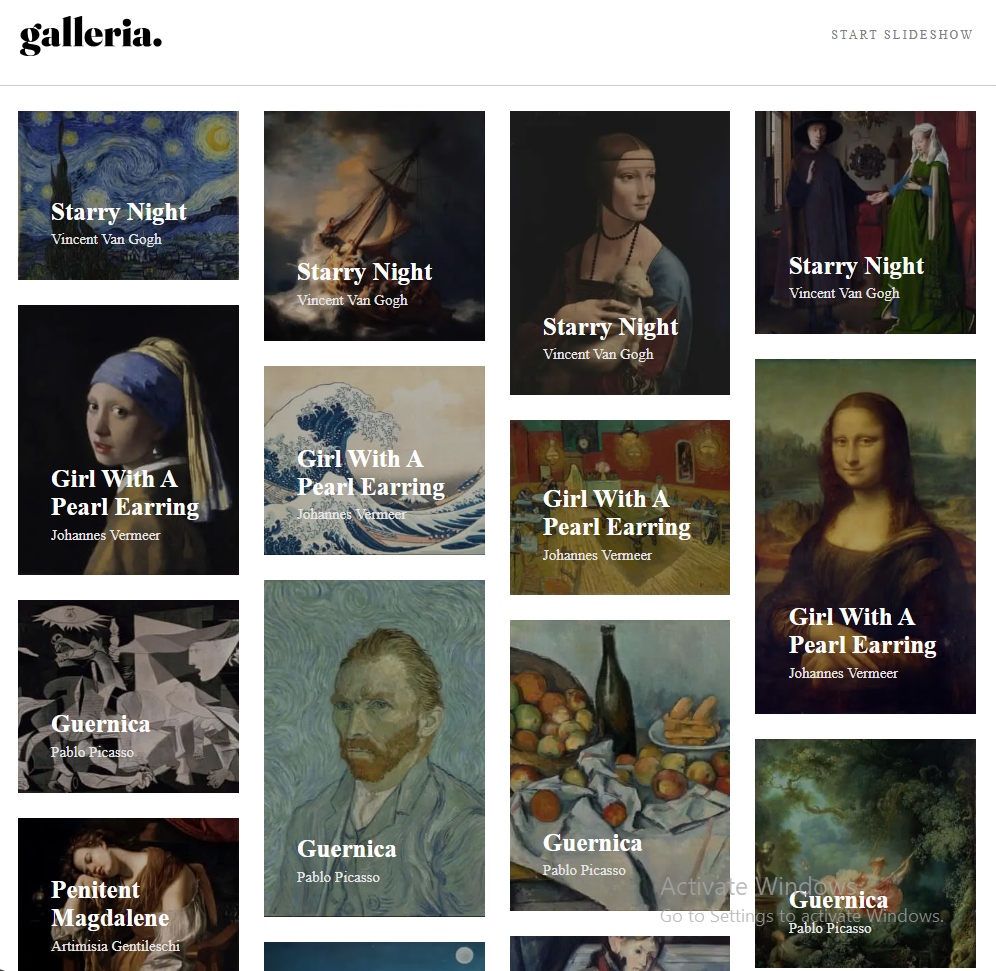 galleria.
START SLIDESHOW
Starry Night
Vincent Van Gogh
Girl With A
Pearl Earring
Johannes Vermeer
Guernica
Pablo Picasso
Penitent
Magdalene
Artimisia Gentileschi
Starry Night
Vincent Van Gogh
Girl With A
Pearl Earring
Johannes Vermeer
Guernica
Pablo Picasso
Starry Night
Vincent Van Gogh
Girl With A
Pearl Earring
Johannes Vermeer
Guernica
Pablo Picasso
Starry Night
Vincent Van Gogh
Girl With A
Pearl Earring
Johannes Vermeer
Guernica
Pablo Picasso
Activate Windows
Go to Settings to activate Windows.